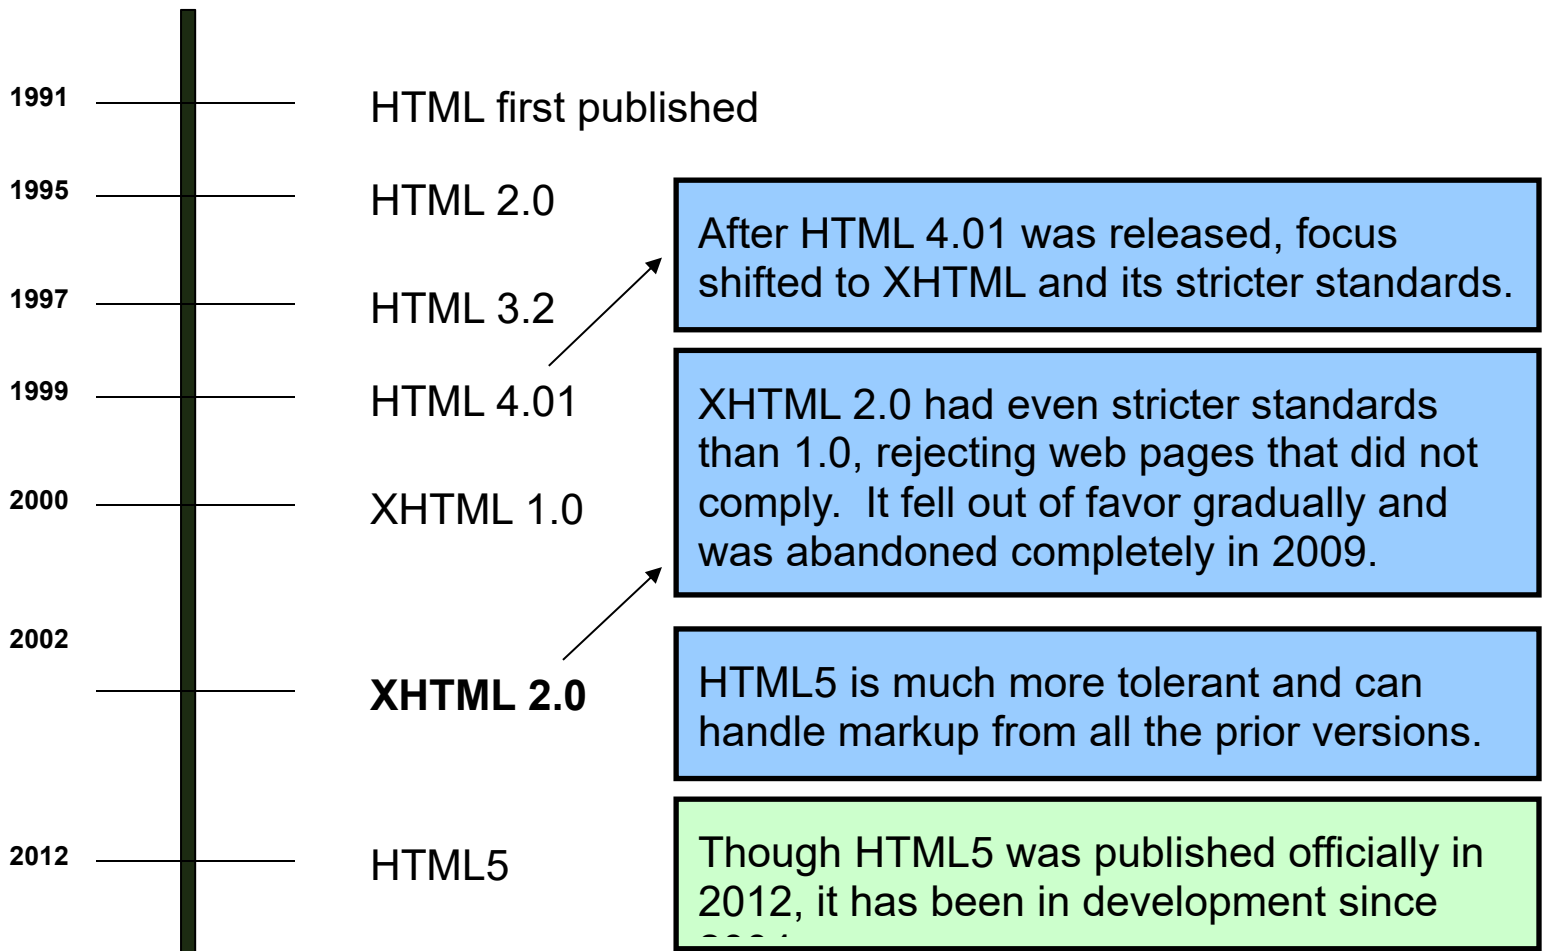 1991
HTML first published
1995
HTML 2.0
1997
HTML 3.2
1999
HTML 4.01
2000
XHTML 1.0
2002
XHTML 2.0
2012
HTML5
After HTML 4.01 was released, focus
shifted to XHTML and its stricter standards.
XHTML 2.0 had even stricter standards
than 1.0, rejecting web pages that did not
comply.  It fell out of favor gradually and
was abandoned completely in 2009.
HTML5 is much more tolerant and can
handle markup from all the prior versions.
Though HTML5 was published officially in
2012, it has been in development since